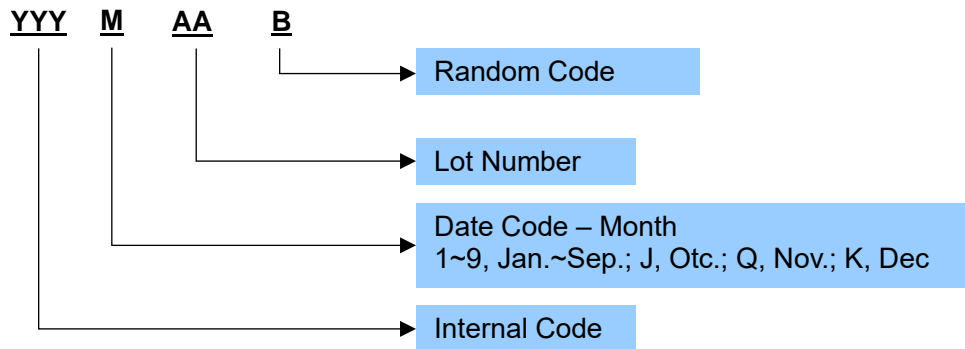 YYY M AA B
Random Code
Lot Number
Date Code – Month
1~9, Jan.~Sep.; J, Otc.; Q, Nov.; K, Dec
Internal Code